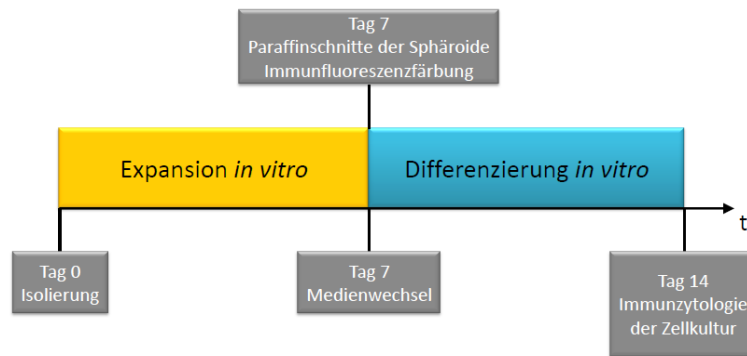 Tag 7
Paraffinschnitte der Sphäroide
Immunfluoreszenzfärbung
Expansion in vitro
Differenzierung in vitro
t
Tag 0
Isolierung
Tag 7
Medienwechsel
Tag 14
Immunzytologie
der Zellkultur